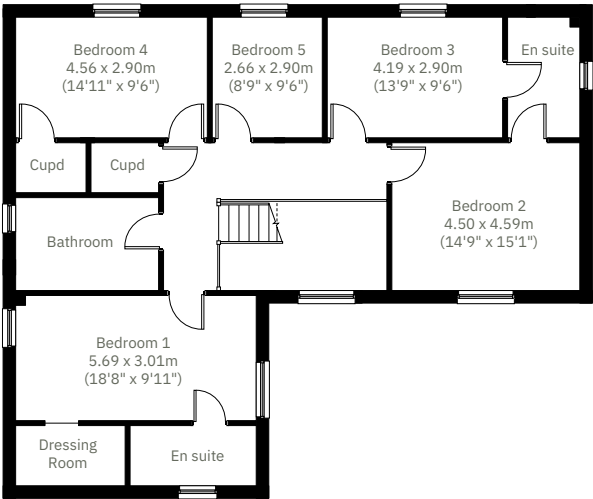 Bedroom 4
4.56 x 2.90m
(14'11" x 9'6")
Bedroom 5
2.66 x 2.90m
(8'9" x 9'6")
Bedroom 3
4.19 x 2.90m
(13'9" x 9'6")
En suite
Cupd
Cupd
Bedroom 2
4.50 x 4.59m
(14'9" x 15'1")
Bathroom
Bedroom 1
5.69 x 3.01m
(18'8" x 9'11")
Dressing
Room
En suite